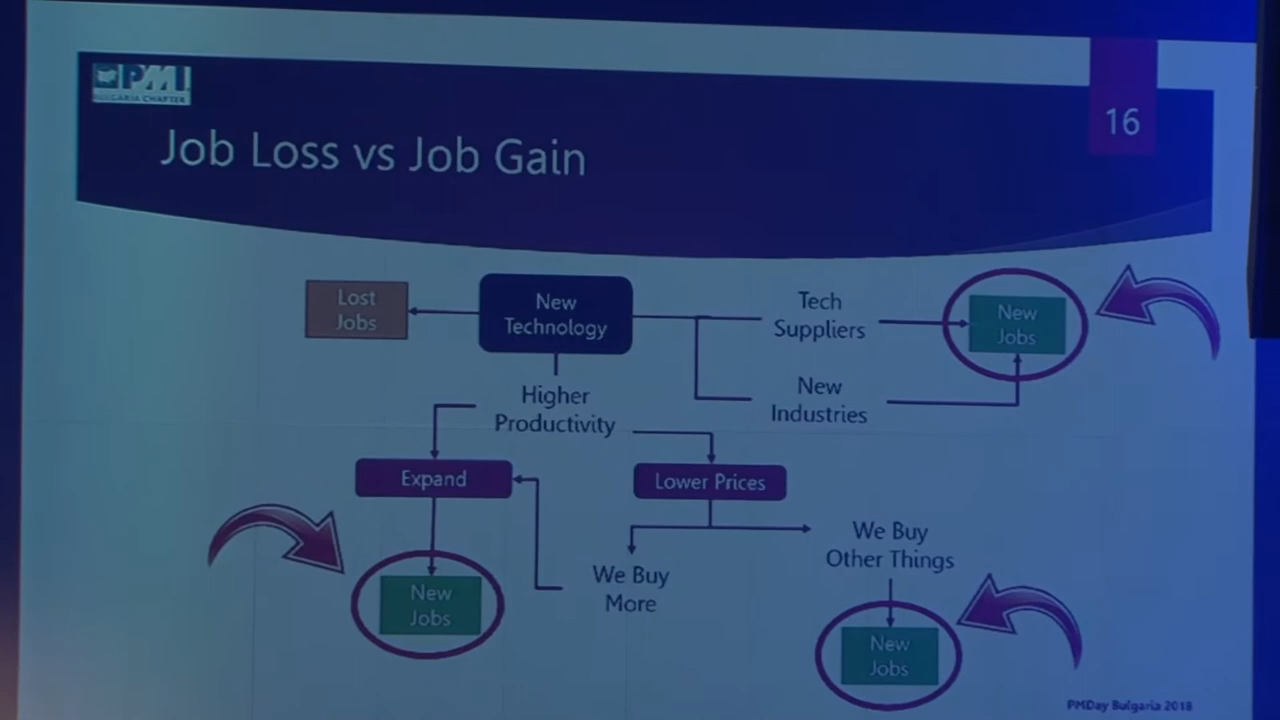 PMI
BULGARIA CHAPTER
16
Job Loss vs Job Gain
Lost
Jobs
New
Technology
Tech
Suppliers
New
Jobs
Higher
Productivity
New
Industries
Expand
Lower Prices
We Buy
Other Things
We Buy
More
New
Jobs
New
Jobs
PMDay Bulgaria 2018